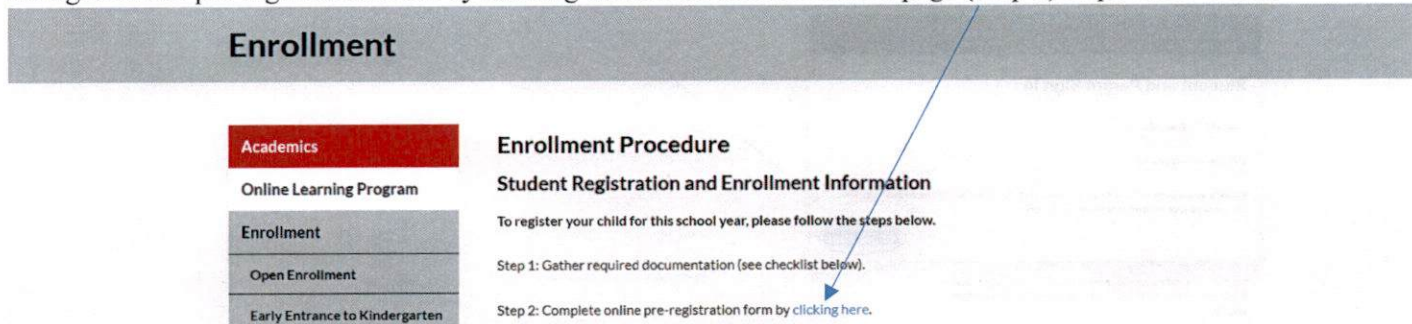 Enrollment
Academics
Online Learning Program
Enrollment
Open Enrollment
Early Entrance to Kindergarten
Enrollment Procedure
Student Registration and Enrollment Information
To register your child for this school year, please follow the steps below.
Step 1: Gather required documentation (see checklist below).
Step 2: Complete online pre-registration form by clicking here.